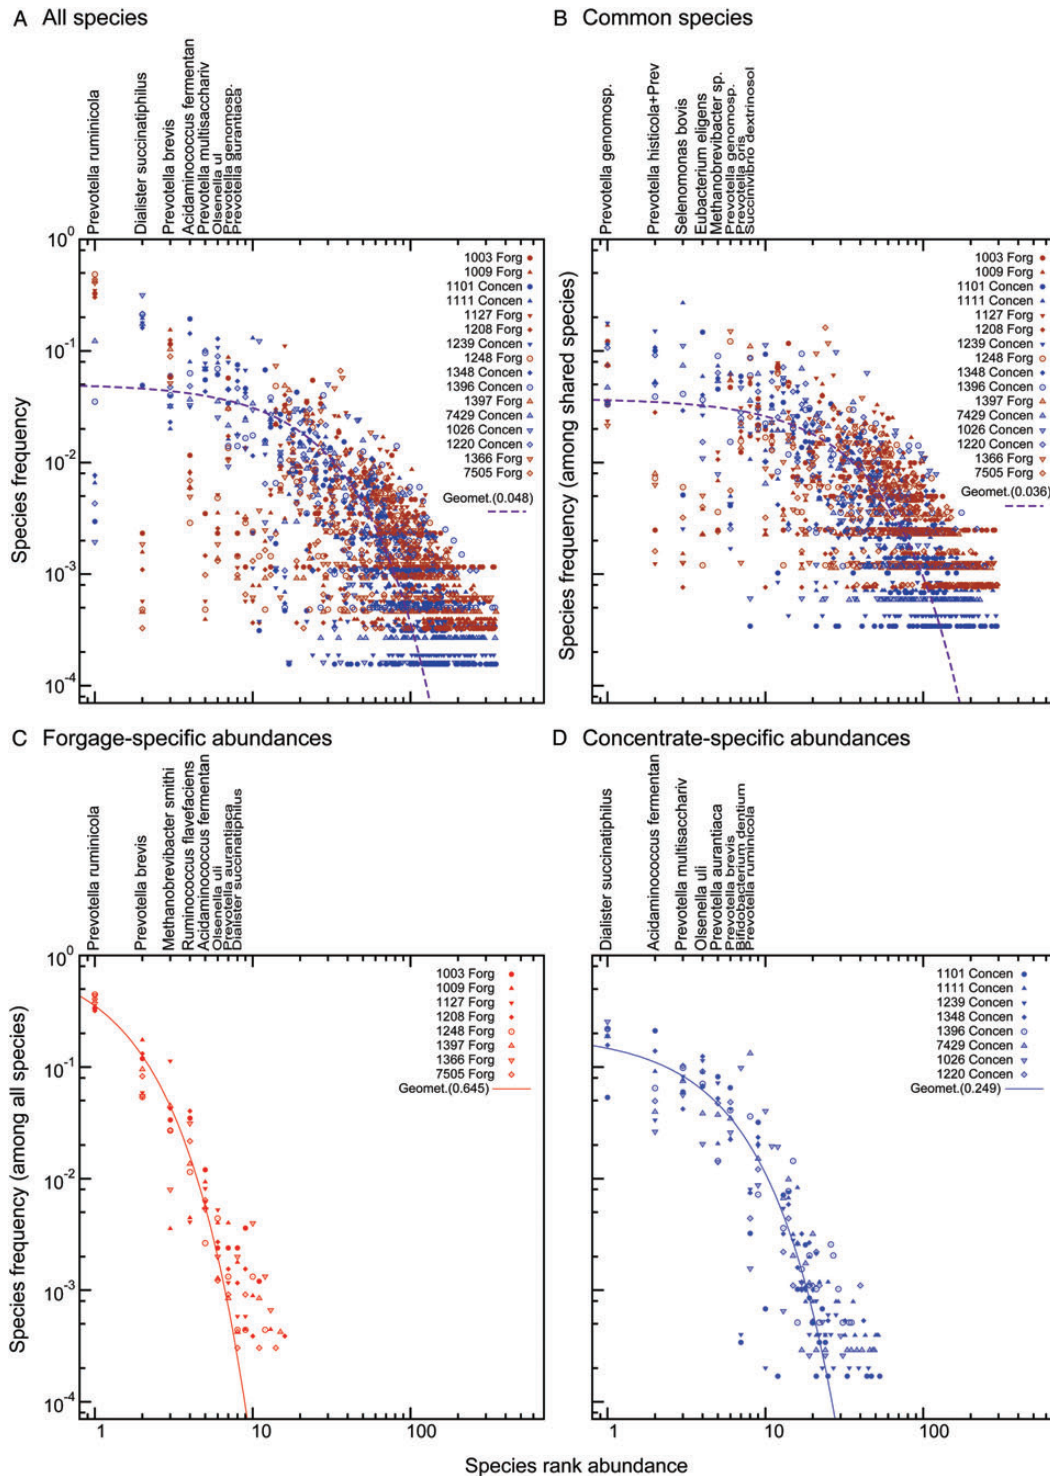 A All species
Prevotella ruminicola
Dialister succinatiphilus
Prevotella brevis
Acidaminococcus fermentan
Prevotella multisacchariv
Olsenella ul
Prevotella genomosp.
Prevotella aurantiaca
Species frequency
10^0
10^-1
10^-2
10^-3
10^-4
1003 Forg
1009 Forg
1101 Concen
1111 Concen
1127 Forg
1208 Forg
1239 Concen
1248 Forg
1348 Concen
1396 Concen
1397 Forg
7429 Concen
1026 Concen
1220 Concen
1366 Forg
7505 Forg
Geomet.(0.048)
1 10 100
B Common species
Prevotella genomosp.
Prevotella histicola+Prev
Selenomonas bovis
Eubacterium eligens
Methanobrevibacter sp.
Prevotella genomosp.
Prevotella oris
Succinivibrio dextrinosol
Species frequency (among shared species)
1003 Forg
1009 Forg
1101 Concen
1111 Concen
1127 Forg
1208 Forg
1239 Concen
1248 Forg
1348 Concen
1396 Concen
1397 Forg
7429 Concen
1026 Concen
1220 Concen
1366 Forg
7505 Forg
Geomet.(0.036)
1 10 100
C Forgage-specific abundances
Prevotella ruminicola
Prevotella brevis
Methanobrevibacter smithi
Ruminococcus flavefaciens
Acidaminococcus fermentan
Olsenella uli
Prevotella aurantiaca
Dialister succinatiphilus
Species frequency (among all species)
10^0
10^-1
10^-2
10^-3
10^-4
1003 Forg
1009 Forg
1127 Forg
1208 Forg
1248 Forg
1397 Forg
1366 Forg
7505 Forg
Geomet.(0.645)
1 10 100
D Concentrate-specific abundances
Dialister succinatiphilus
Acidaminococcus fermentan
Prevotella multisacchariv
Olsenella uli
Prevotella aurantiaca
Prevotella brevis
Bifidobacterium dentium
Prevotella ruminicola
1101 Concen
1111 Concen
1239 Concen
1348 Concen
1396 Concen
7429 Concen
1026 Concen
1220 Concen
Geomet.(0.249)
1 10 100
Species rank abundance